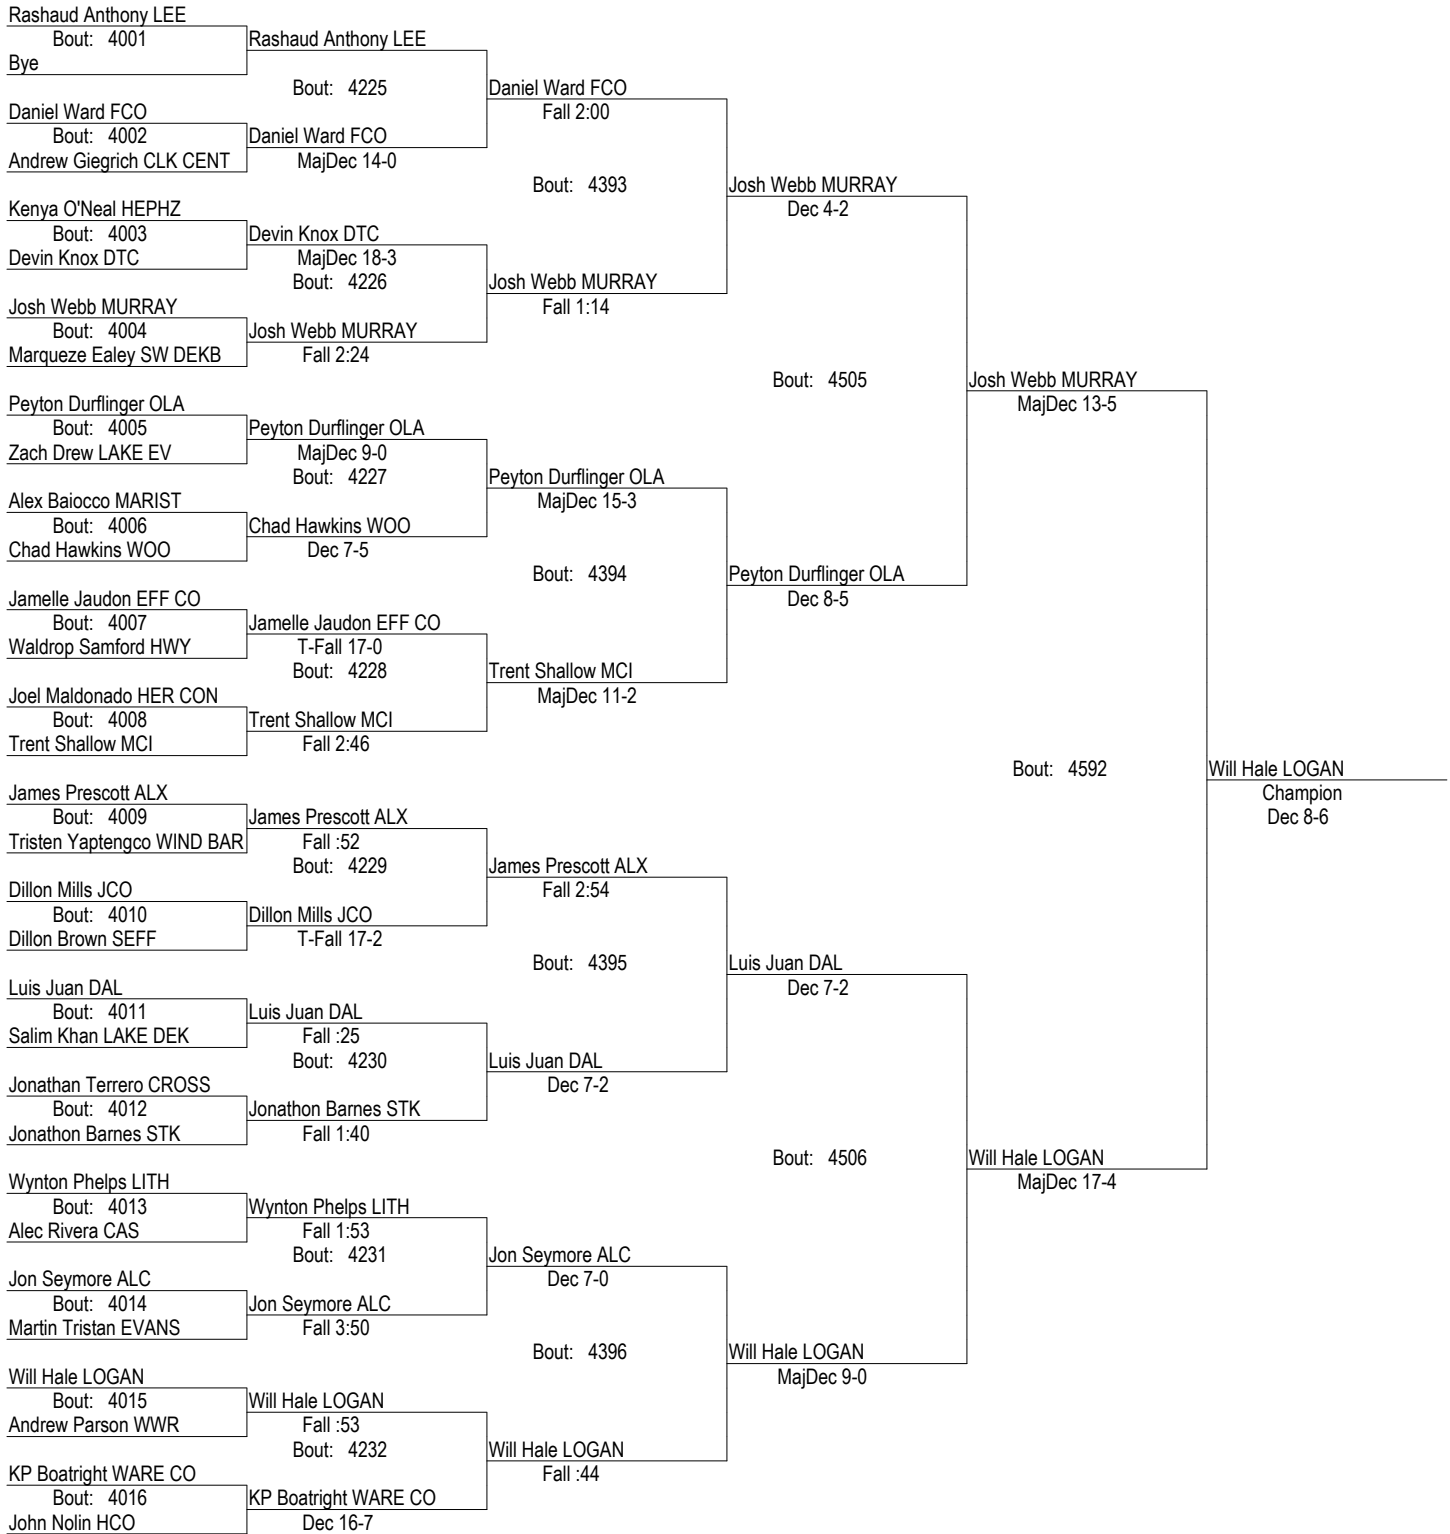 Rashaud Anthony LEE
Bout: 4001
Bye
Rashaud Anthony LEE
Bout: 4225
Daniel Ward FCO
Bout: 4002
Andrew Giegrich CLK CENT
Daniel Ward FCO
MajDec 14-0
Daniel Ward FCO
Fall 2:00
Bout: 4393
Kenya O'Neal HEPHZ
Bout: 4003
Devin Knox DTC
Devin Knox DTC
MajDec 18-3
Bout: 4226
Josh Webb MURRAY
Bout: 4004
Marqueze Ealey SW DEKB
Josh Webb MURRAY
Fall 2:24
Josh Webb MURRAY
Fall 1:14
Josh Webb MURRAY
Dec 4-2
Bout: 4505
Peyton Durflinger OLA
Bout: 4005
Zach Drew LAKE EV
Peyton Durflinger OLA
MajDec 9-0
Bout: 4227
Alex Baiocco MARIST
Bout: 4006
Chad Hawkins WOO
Chad Hawkins WOO
Dec 7-5
Peyton Durflinger OLA
MajDec 15-3
Bout: 4394
Jamelle Jaudon EFF CO
Bout: 4007
Waldrop Samford HWY
Jamelle Jaudon EFF CO
T-Fall 17-0
Bout: 4228
Joel Maldonado HER CON
Bout: 4008
Trent Shallow MCI
Trent Shallow MCI
Fall 2:46
Trent Shallow MCI
MajDec 11-2
Peyton Durflinger OLA
Dec 8-5
Josh Webb MURRAY
MajDec 13-5
Bout: 4592
James Prescott ALX
Bout: 4009
Tristen Yaptengco WIND BAR
James Prescott ALX
Fall :52
Bout: 4229
Dillon Mills JCO
Bout: 4010
Dillon Brown SEFF
Dillon Mills JCO
T-Fall 17-2
James Prescott ALX
Fall 2:54
Bout: 4395
Luis Juan DAL
Bout: 4011
Salim Khan LAKE DEK
Luis Juan DAL
Fall :25
Bout: 4230
Jonathan Terrero CROSS
Bout: 4012
Jonathon Barnes STK
Jonathon Barnes STK
Fall 1:40
Luis Juan DAL
Dec 7-2
Luis Juan DAL
Dec 7-2
Bout: 4506
Wynton Phelps LITH
Bout: 4013
Alec Rivera CAS
Wynton Phelps LITH
Fall 1:53
Bout: 4231
Jon Seymore ALC
Bout: 4014
Martin Tristan EVANS
Jon Seymore ALC
Fall 3:50
Jon Seymore ALC
Dec 7-0
Bout: 4396
Will Hale LOGAN
Bout: 4015
Andrew Parson WWR
Will Hale LOGAN
Fall :53
Bout: 4232
KP Boatright WARE CO
Bout: 4016
John Nolin HCO
KP Boatright WARE CO
Dec 16-7
Will Hale LOGAN
Fall :44
Will Hale LOGAN
MajDec 9-0
Will Hale LOGAN
MajDec 17-4
Will Hale LOGAN
Champion
Dec 8-6